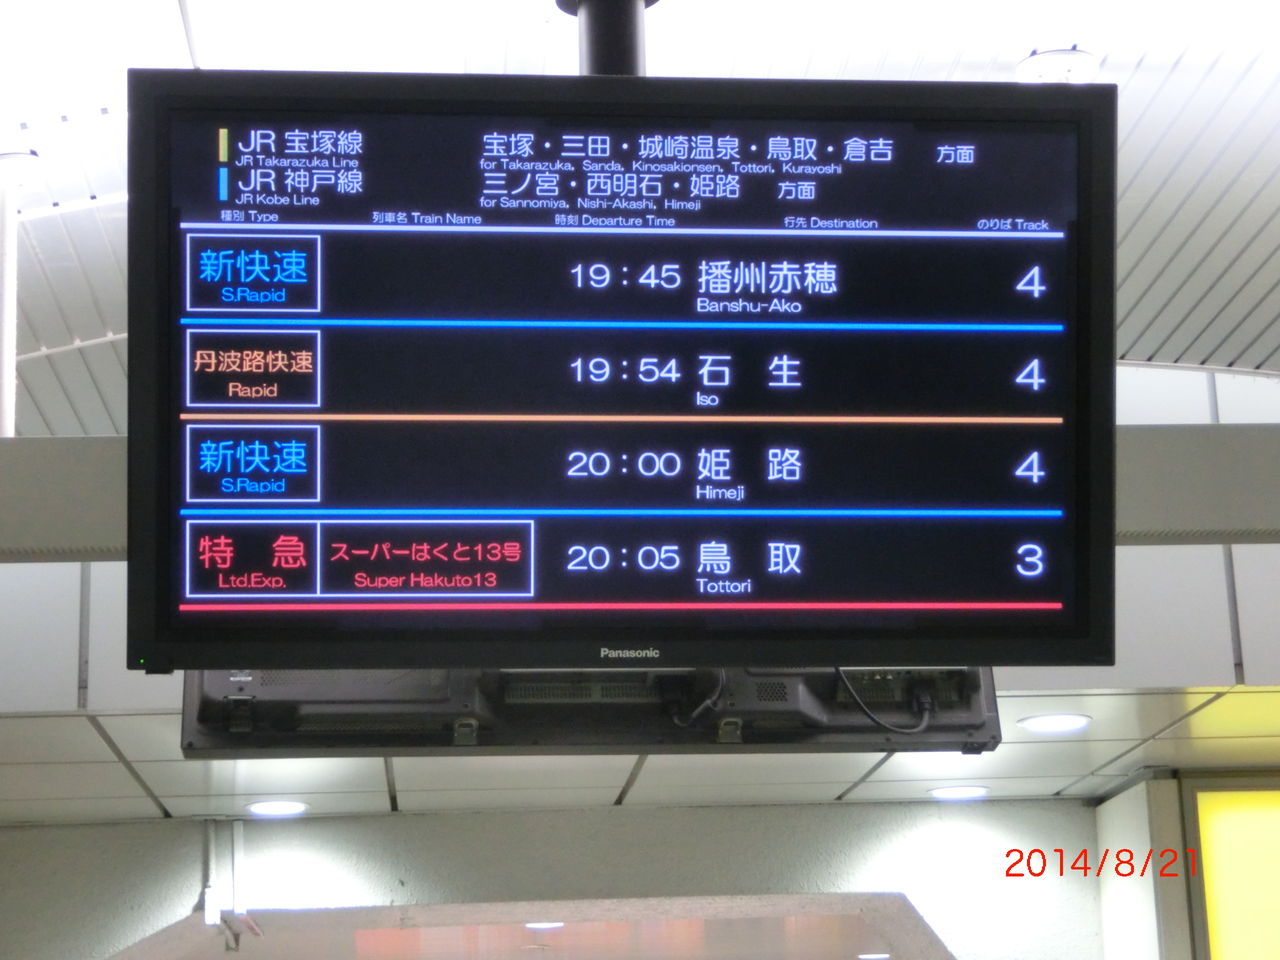 JR 宝塚線 宝塚・三田・城崎温泉・鳥取・倉吉 方面
JR Takarazuka Line for Takarazuka, Sanda, Kinosakionsen, Tottori, Kurayoshi
JR 神戸線 三ノ宮・西明石・姫路 方面
JR Kobe Line for Sannomiya, Nishi-Akashi, Himeji
種別 Type 列車名 Train Name 時刻 Departure Time 行先 Destination のりば Track
新快速 19:45 播州赤穂 4
S.Rapid Banshu-Ako
丹波路快速 19:54 石生 4
Rapid Iso
新快速 20:00 姫路 4
S.Rapid Himeji
特急 スーパーはくと13号 20:05 鳥取 3
Ltd.Exp. Super Hakuto13 Tottori
Panasonic
2014/8/21